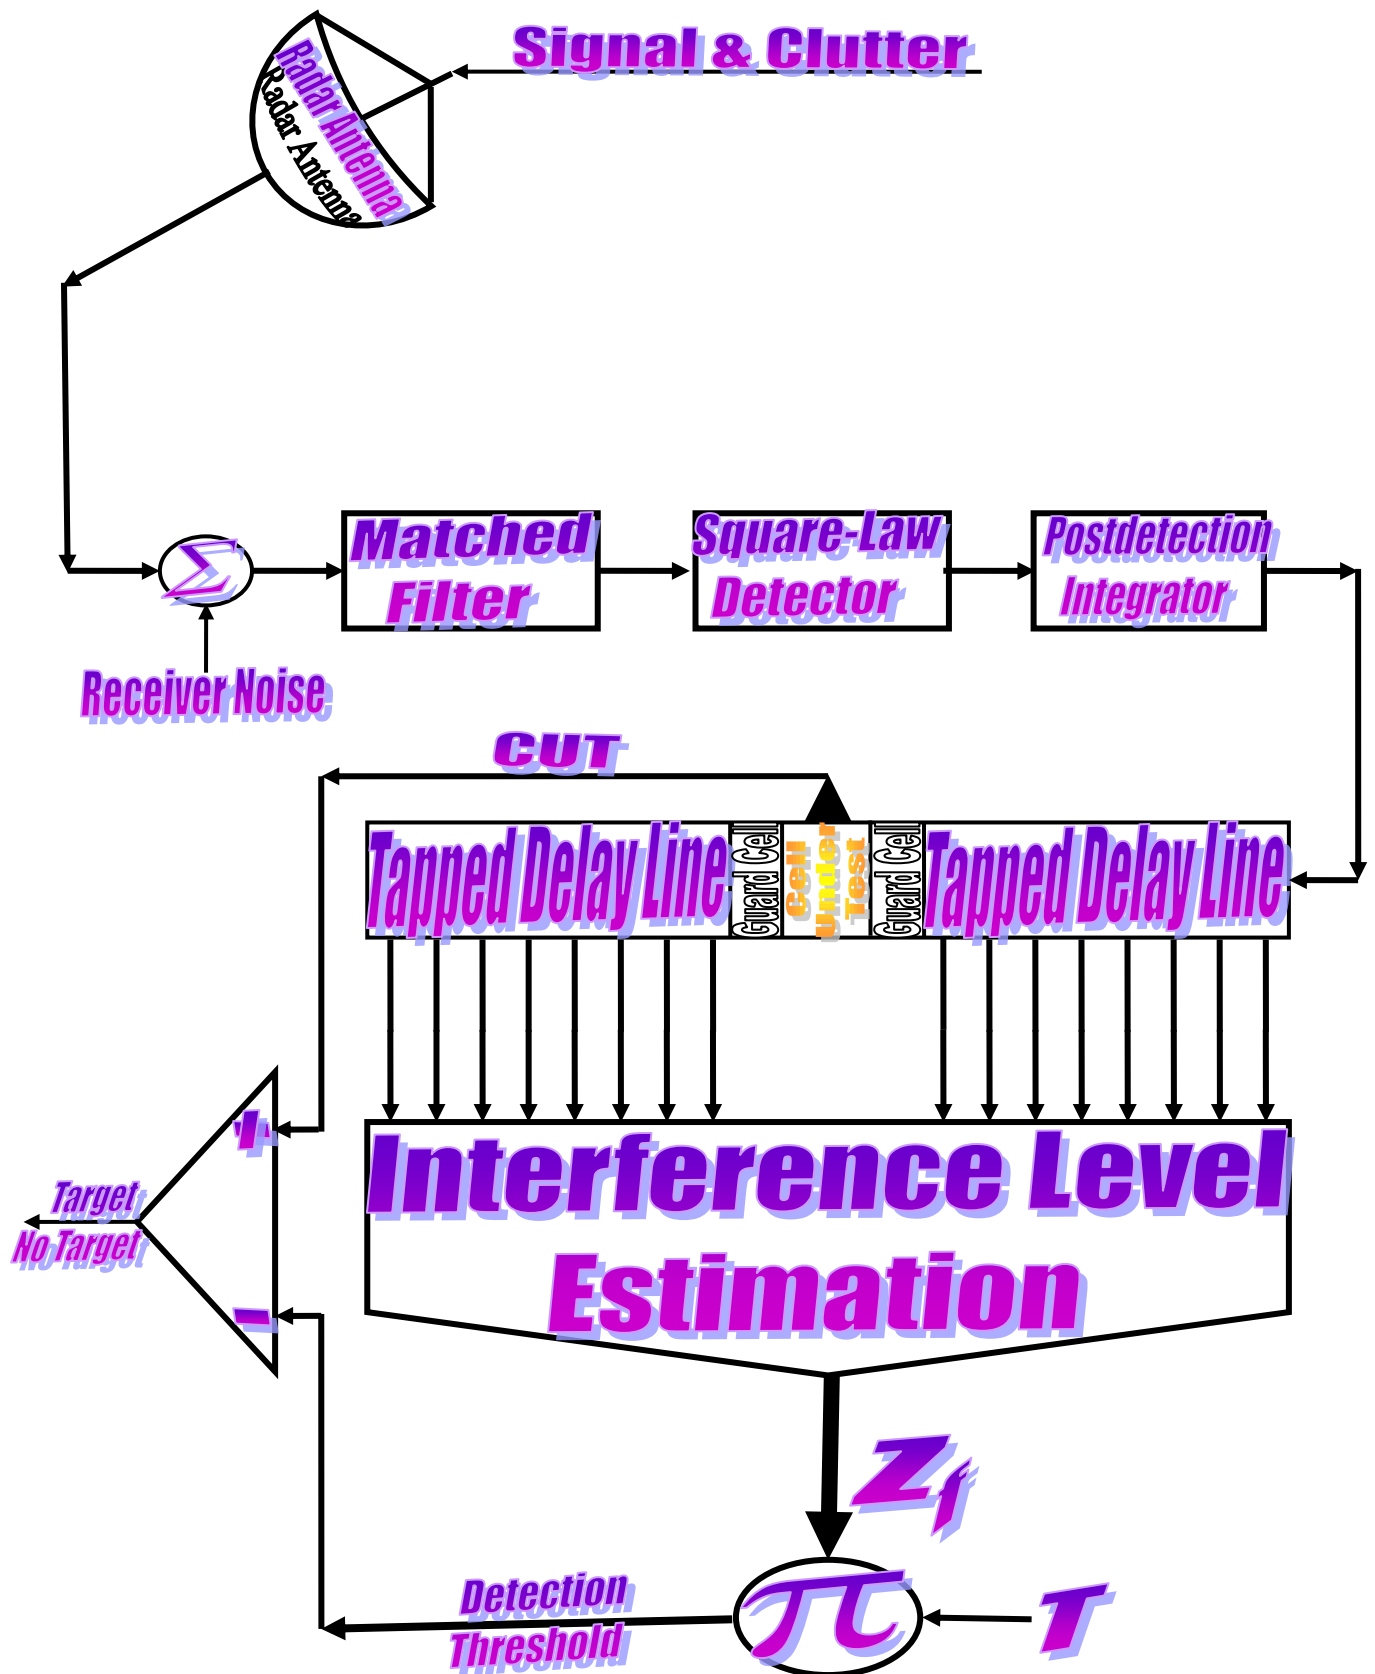 Signal & Clutter
Radar Antenna
Radar Antenna
Σ
Matched
Filter
Square-Law
Detector
Postdetection
Integrator
Receiver Noise
CUT
Tapped Delay Line
Guard Cell
Cell
Under
Test
Guard Cell
Tapped Delay Line
+
Interference Level
Estimation
Target
No Target
−
Zf
π
T
Detection
Threshold